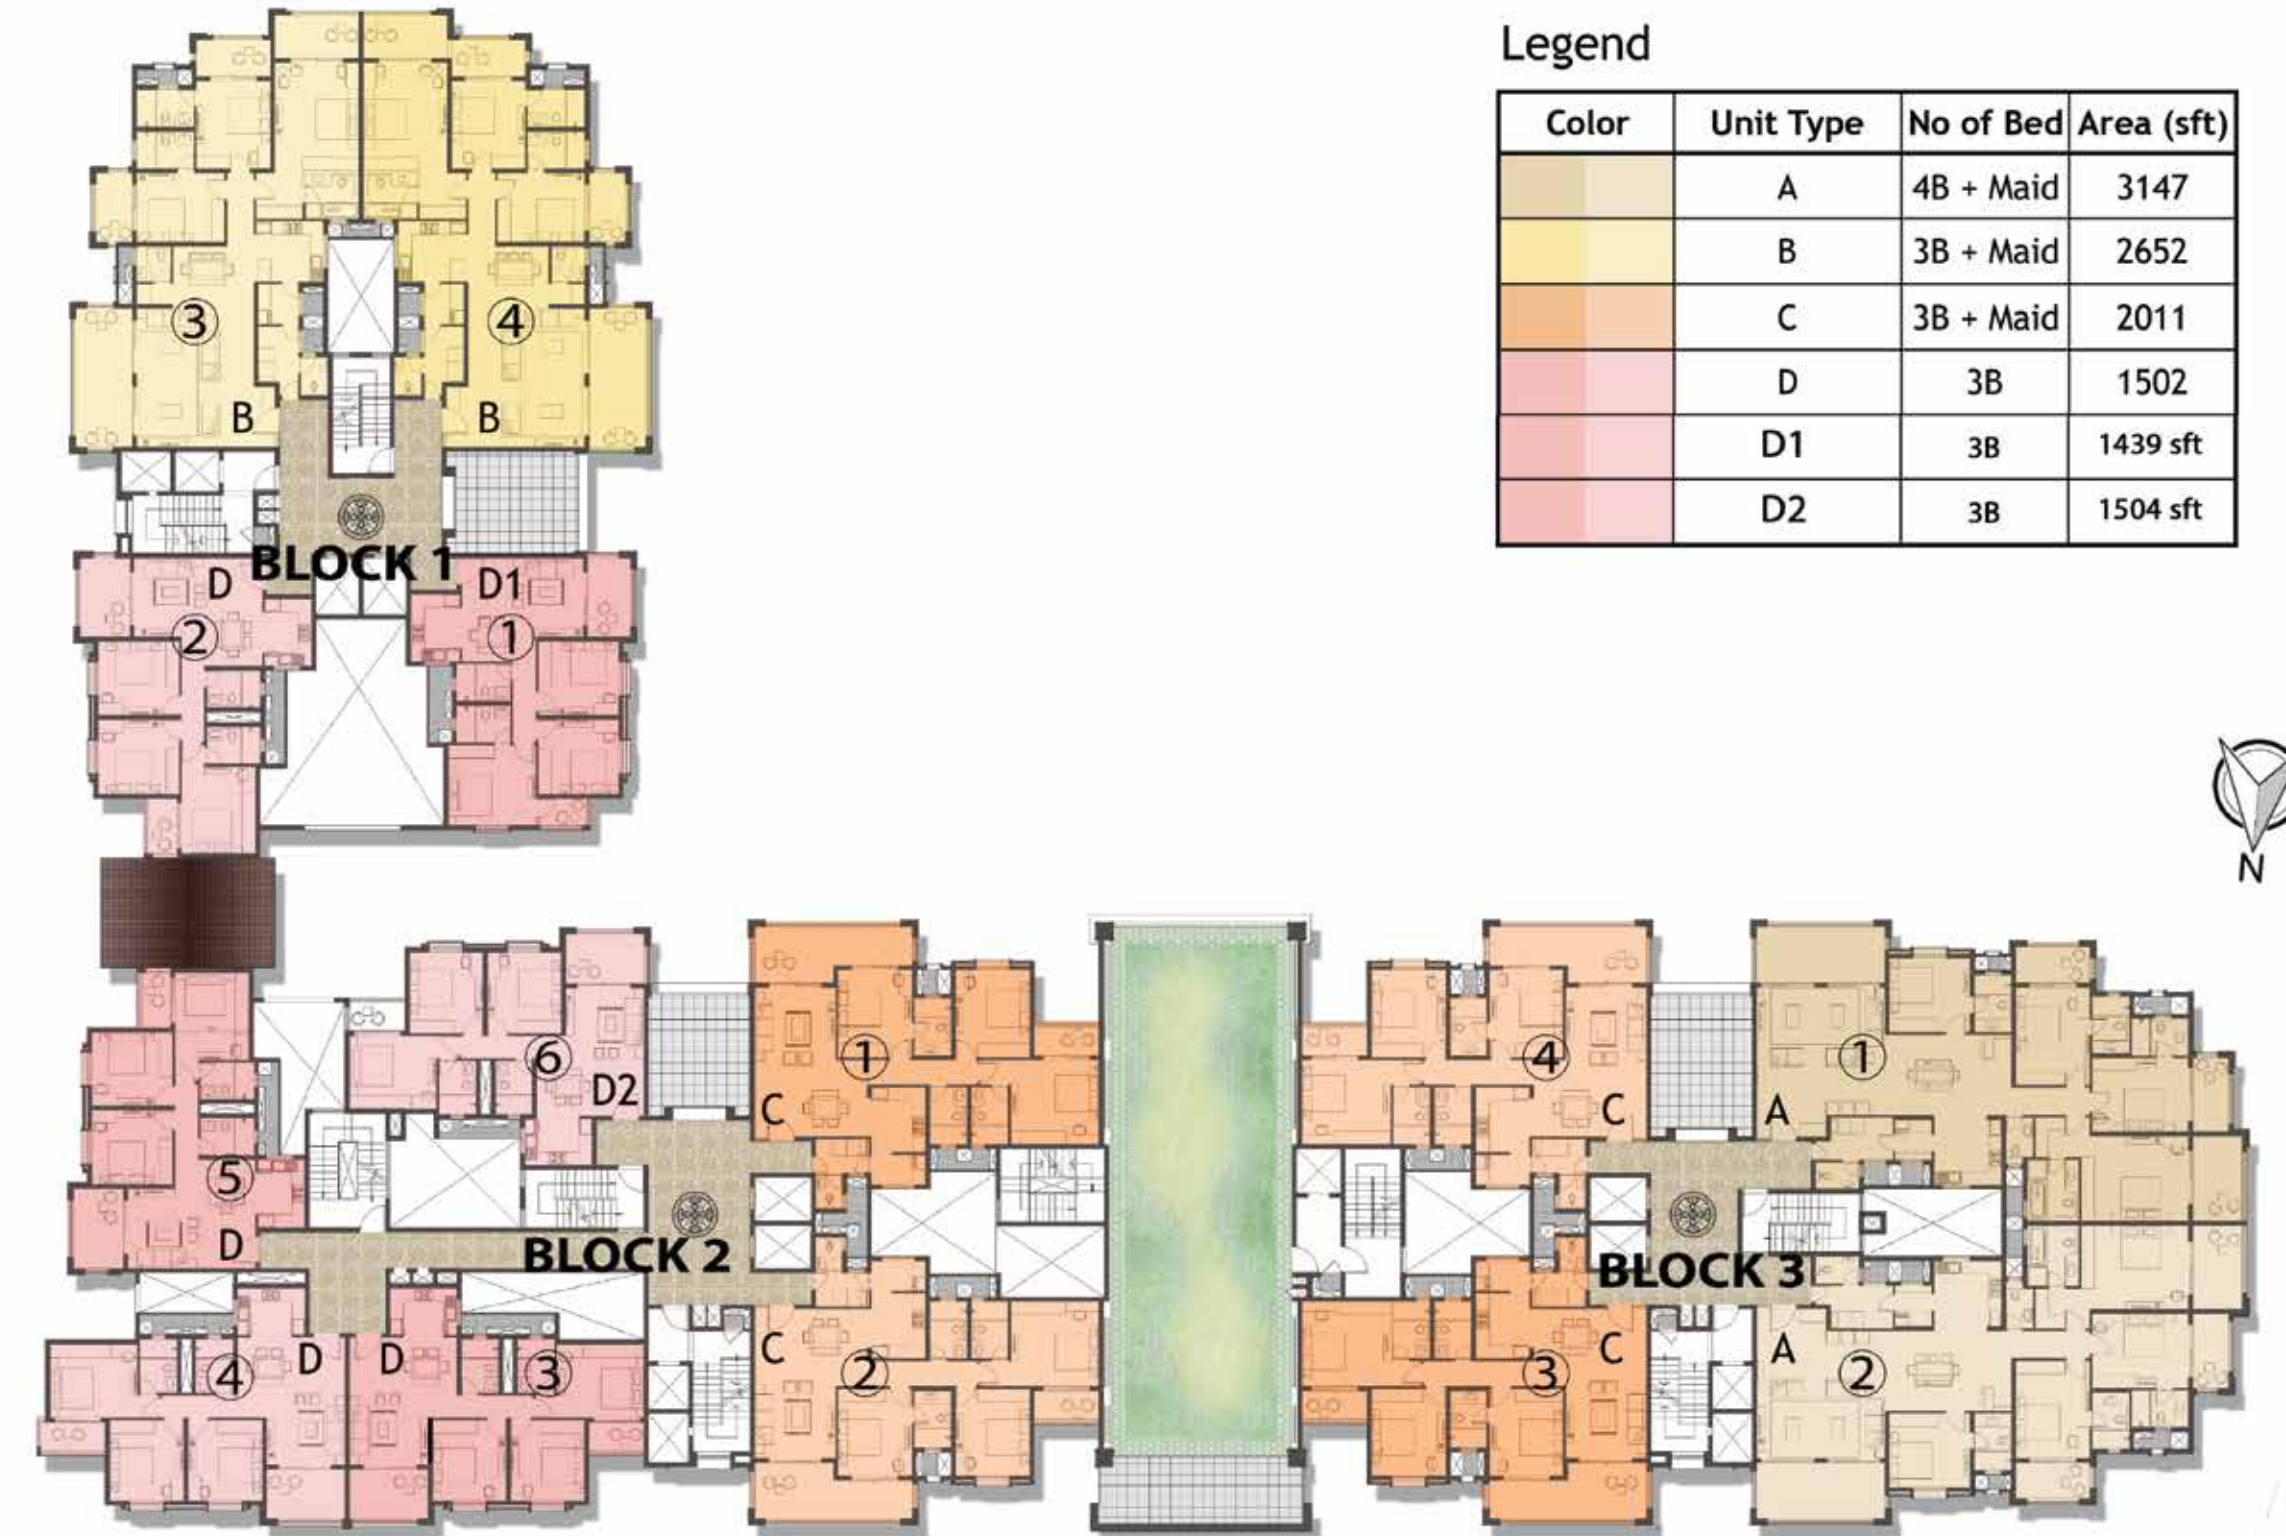 Legend
Color Unit Type No of Bed Area (sft)
A 4B + Maid 3147
B 3B + Maid 2652
C 3B + Maid 2011
D 3B 1502
D1 3B 1439 sft
D2 3B 1504 sft
3 4
B B
BLOCK 1
D D1
2 1
N
6 1 4 1
D2 C C A
5
D BLOCK 2 BLOCK 3
4 D D 3 C 2 3 C A 2